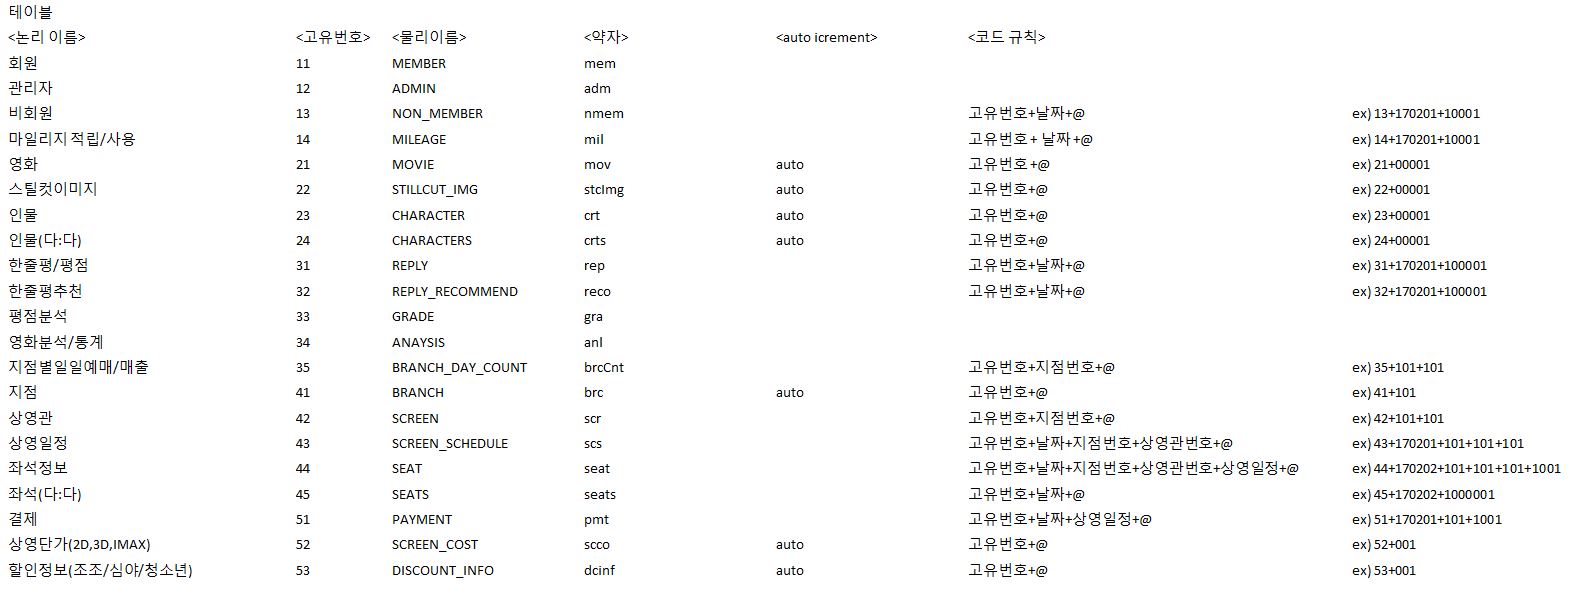 테이블
<논리 이름> <고유번호> <물리이름> <약자> <auto icrement> <코드 규칙>
회원 11 MEMBER mem
관리자 12 ADMIN adm
비회원 13 NON_MEMBER nmem 고유번호+날짜+@ ex) 13+170201+10001
마일리지 적립/사용 14 MILEAGE mil 고유번호+ 날짜+@ ex) 14+170201+10001
영화 21 MOVIE mov auto 고유번호+@ ex) 21+00001
스틸컷이미지 22 STILLCUT_IMG stcImg auto 고유번호+@ ex) 22+00001
인물 23 CHARACTER crt auto 고유번호+@ ex) 23+00001
인물(다:다) 24 CHARACTERS crts auto 고유번호+@ ex) 24+00001
한줄평/평점 31 REPLY rep 고유번호+날짜+@ ex) 31+170201+100001
한줄평추천 32 REPLY_RECOMMEND reco 고유번호+날짜+@ ex) 32+170201+100001
평점분석 33 GRADE gra
영화분석/통계 34 ANAYSIS anl
지점별일일예매/매출 35 BRANCH_DAY_COUNT brcCnt 고유번호+지점번호+@ ex) 35+101+101
지점 41 BRANCH brc auto 고유번호+@ ex) 41+101
상영관 42 SCREEN scr 고유번호+지점번호+@ ex) 42+101+101
상영일정 43 SCREEN_SCHEDULE scs 고유번호+날짜+지점번호+상영관번호+@ ex) 43+170201+101+101+101
좌석정보 44 SEAT seat 고유번호+날짜+지점번호+상영관번호+상영일정+@ ex) 44+170202+101+101+101+1001
좌석(다:다) 45 SEATS seats 고유번호+날짜+@ ex) 45+170202+1000001
결제 51 PAYMENT pmt 고유번호+날짜+상영일정+@ ex) 51+170201+101+1001
상영단가(2D,3D,IMAX) 52 SCREEN_COST scco auto 고유번호+@ ex) 52+001
할인정보(조조/심야/청소년) 53 DISCOUNT_INFO dcinf auto 고유번호+@ ex) 53+001